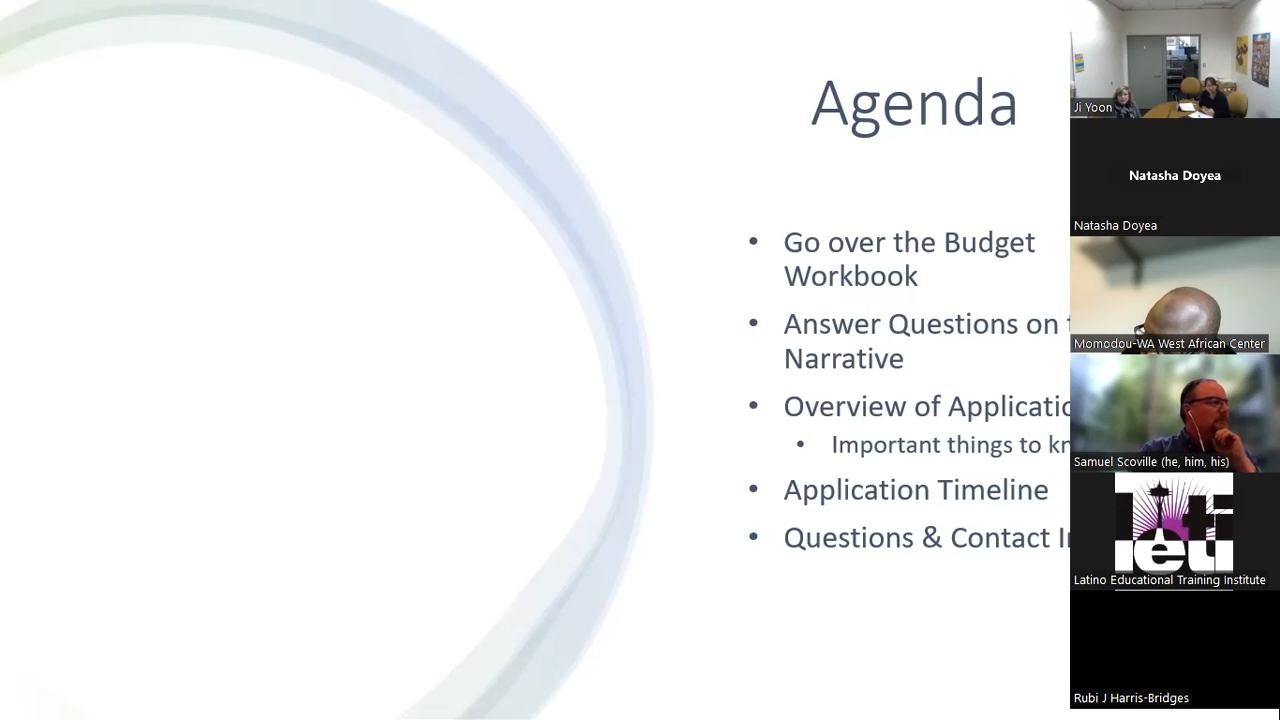 Agenda
• Go over the Budget
Workbook
• Answer Questions on
Narrative
• Overview of
• Important things to
• Application Timeline
• Questions & Contact
Ji Yoon
Natasha Doyea
Natasha Doyea
Momodou-WA West African Center
Samuel Scoville (he, him, his)
leti
Latino Educational Training Institute
Rubi J Harris-Bridges